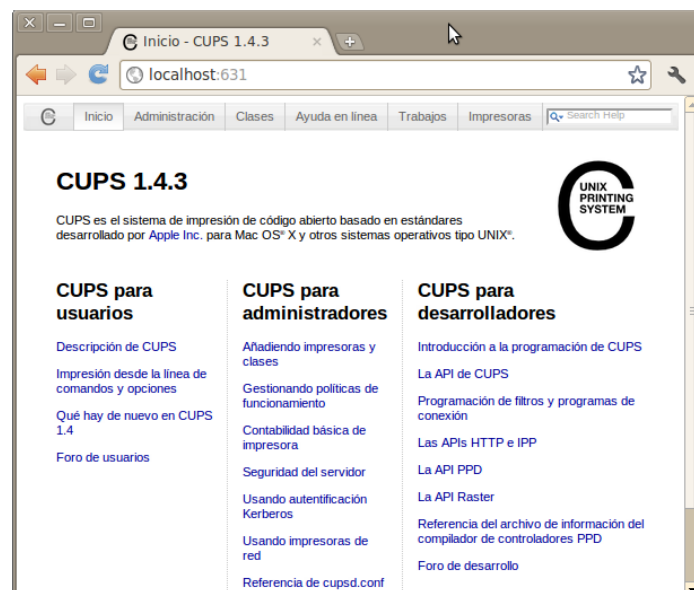 Inicio - CUPS 1.4.3
localhost:631
Inicio
Administración
Clases
Ayuda en línea
Trabajos
Impresoras
Search Help
CUPS 1.4.3
UNIX
PRINTING
SYSTEM
CUPS es el sistema de impresión de código abierto basado en estándares
desarrollado por Apple Inc. para Mac OS® X y otros sistemas operativos tipo UNIX®.
CUPS para
usuarios
Descripción de CUPS
Impresión desde la línea de
comandos y opciones
Qué hay de nuevo en CUPS
1.4
Foro de usuarios
CUPS para
administradores
Añadiendo impresoras y
clases
Gestionando políticas de
funcionamiento
Contabilidad básica de
impresora
Seguridad del servidor
Usando autentificación
Kerberos
Usando impresoras de
red
Referencia de cupsd.conf
CUPS para
desarrolladores
Introducción a la programación de CUPS
La API de CUPS
Programación de filtros y programas de
conexión
Las APIs HTTP e IPP
La API PPD
La API Raster
Referencia del archivo de información del
compilador de controladores PPD
Foro de desarrollo